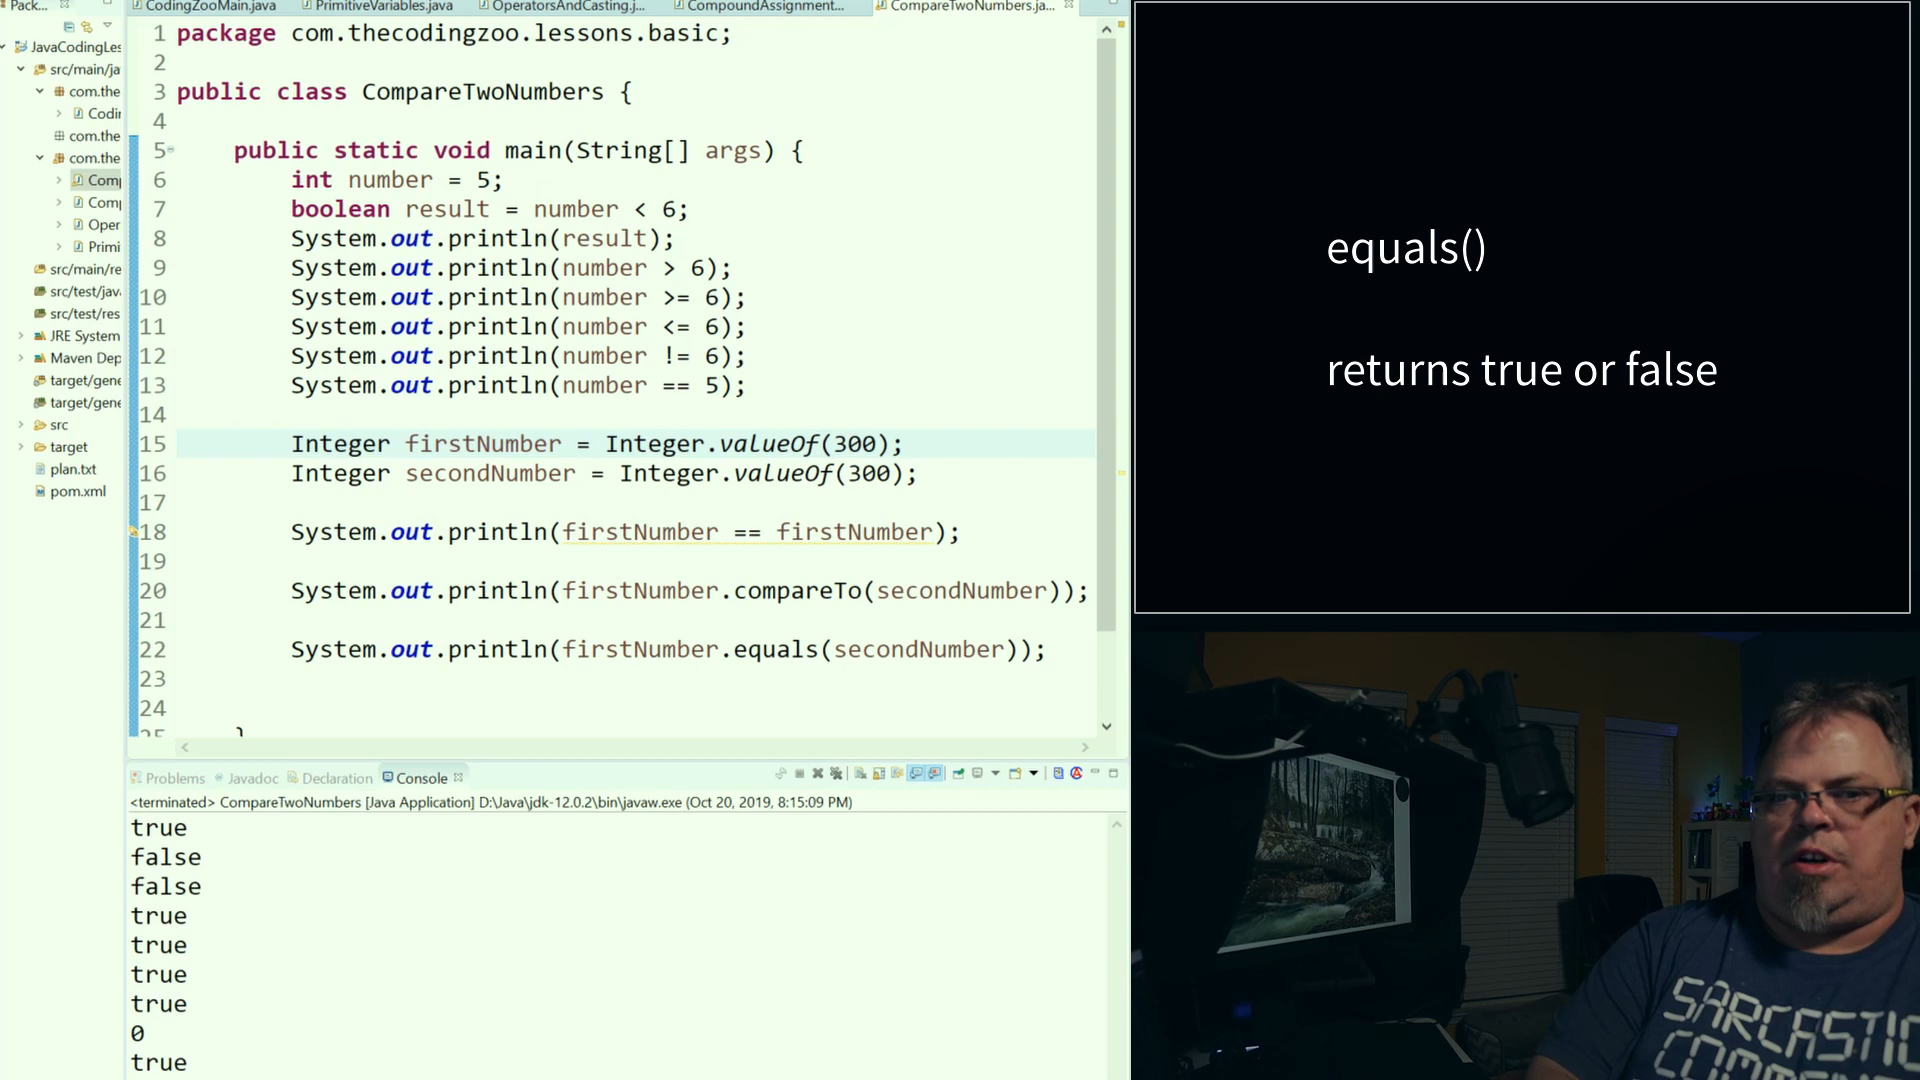 Pack...
CodingZooMain.java
PrimitiveVariables.java
OperatorsAndCasting.j...
CompoundAssignment...
CompareTwoNumbers.ja...
JavaCodingLes
src/main/ja
com.the
Codi
com.the
com.the
Comp
Comp
Oper
Primi
src/main/re
src/test/java
src/test/res
JRE System
Maven Dep
target/gene
target/gene
src
target
plan.txt
pom.xml
1 package com.thecodingzoo.lessons.basic;
2
3 public class CompareTwoNumbers {
4
5 public static void main(String[] args) {
6 int number = 5;
7 boolean result = number < 6;
8 System.out.println(result);
9 System.out.println(number > 6);
10 System.out.println(number >= 6);
11 System.out.println(number <= 6);
12 System.out.println(number != 6);
13 System.out.println(number == 5);
14
15 Integer firstNumber = Integer.valueOf(300);
16 Integer secondNumber = Integer.valueOf(300);
17
18 System.out.println(firstNumber == firstNumber);
19
20 System.out.println(firstNumber.compareTo(secondNumber));
21
22 System.out.println(firstNumber.equals(secondNumber));
23
24
25 }
Problems Javadoc Declaration Console
<terminated> CompareTwoNumbers [Java Application] D:\Java\jdk-12.0.2\bin\javaw.exe (Oct 20, 2019, 8:15:09 PM)
true
false
false
true
true
true
true
0
true
equals()
returns true or false
SARCASTIC